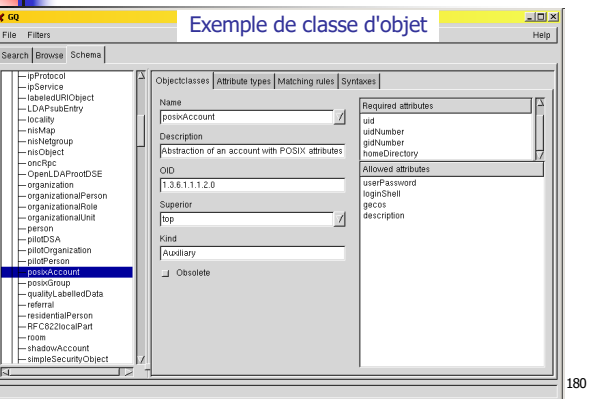 GQ
Exemple de classe d'objet
File Filters
Help
Search Browse Schema
ipProtocol
ipService
labeledURIObject
LDAPsubEntry
locality
nisMap
nisNetgroup
nisObject
oncRpc
OpenLDAProotDSE
organization
organizationalPerson
organizationalRole
organizationalUnit
person
pilotDSA
pilotOrganization
pilotPerson
posixAccount
posixGroup
qualityLabelledData
referral
residentialPerson
RFC822localPart
room
shadowAccount
simpleSecurityObject
Objectclasses Attribute types Matching rules Syntaxes
Name
posixAccount
Description
Abstraction of an account with POSIX attributes
OID
1.3.6.1.1.1.2.0
Superior
top
Kind
Auxiliary
Obsolete
Required attributes
uid
uidNumber
gidNumber
homeDirectory
Allowed attributes
userPassword
loginShell
gecos
description
180